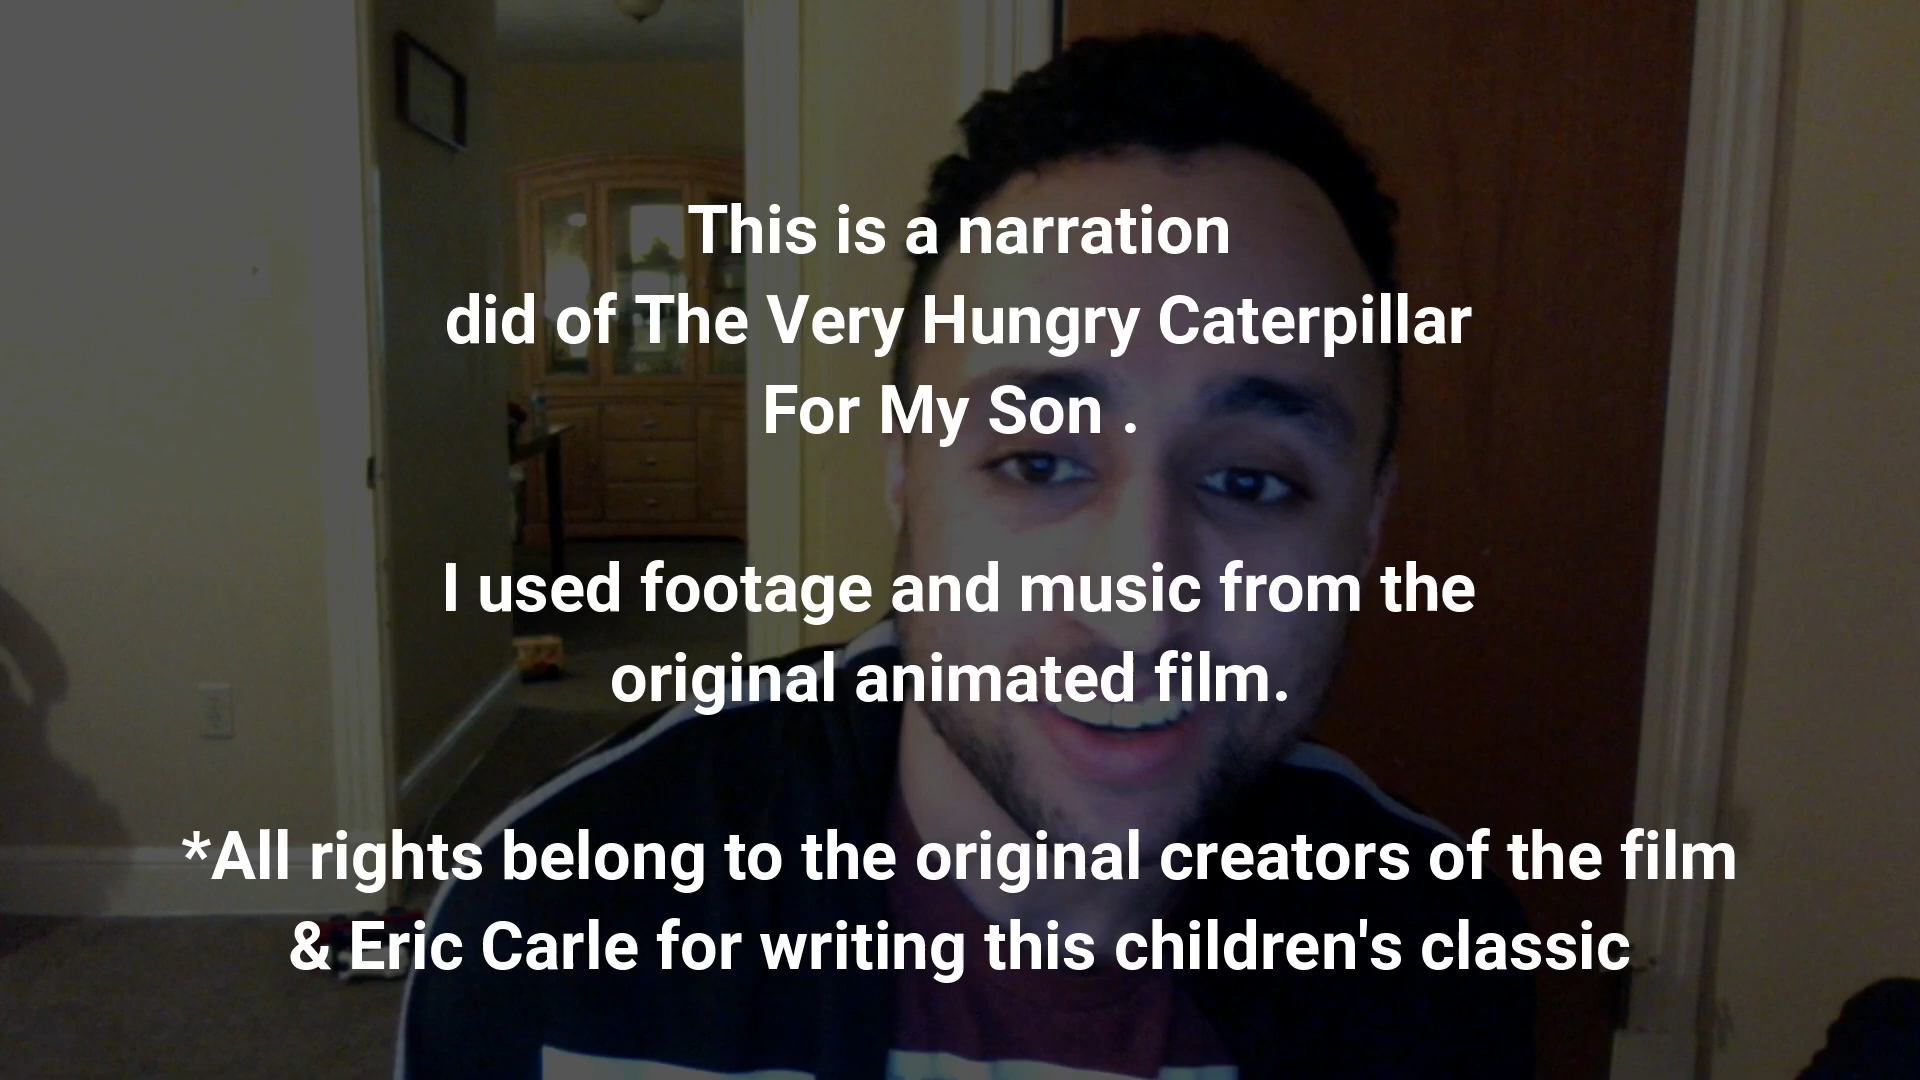 This is a narration
did of The Very Hungry Caterpillar
For My Son .
I used footage and music from the
original animated film.
*All rights belong to the original creators of the film
& Eric Carle for writing this children's classic